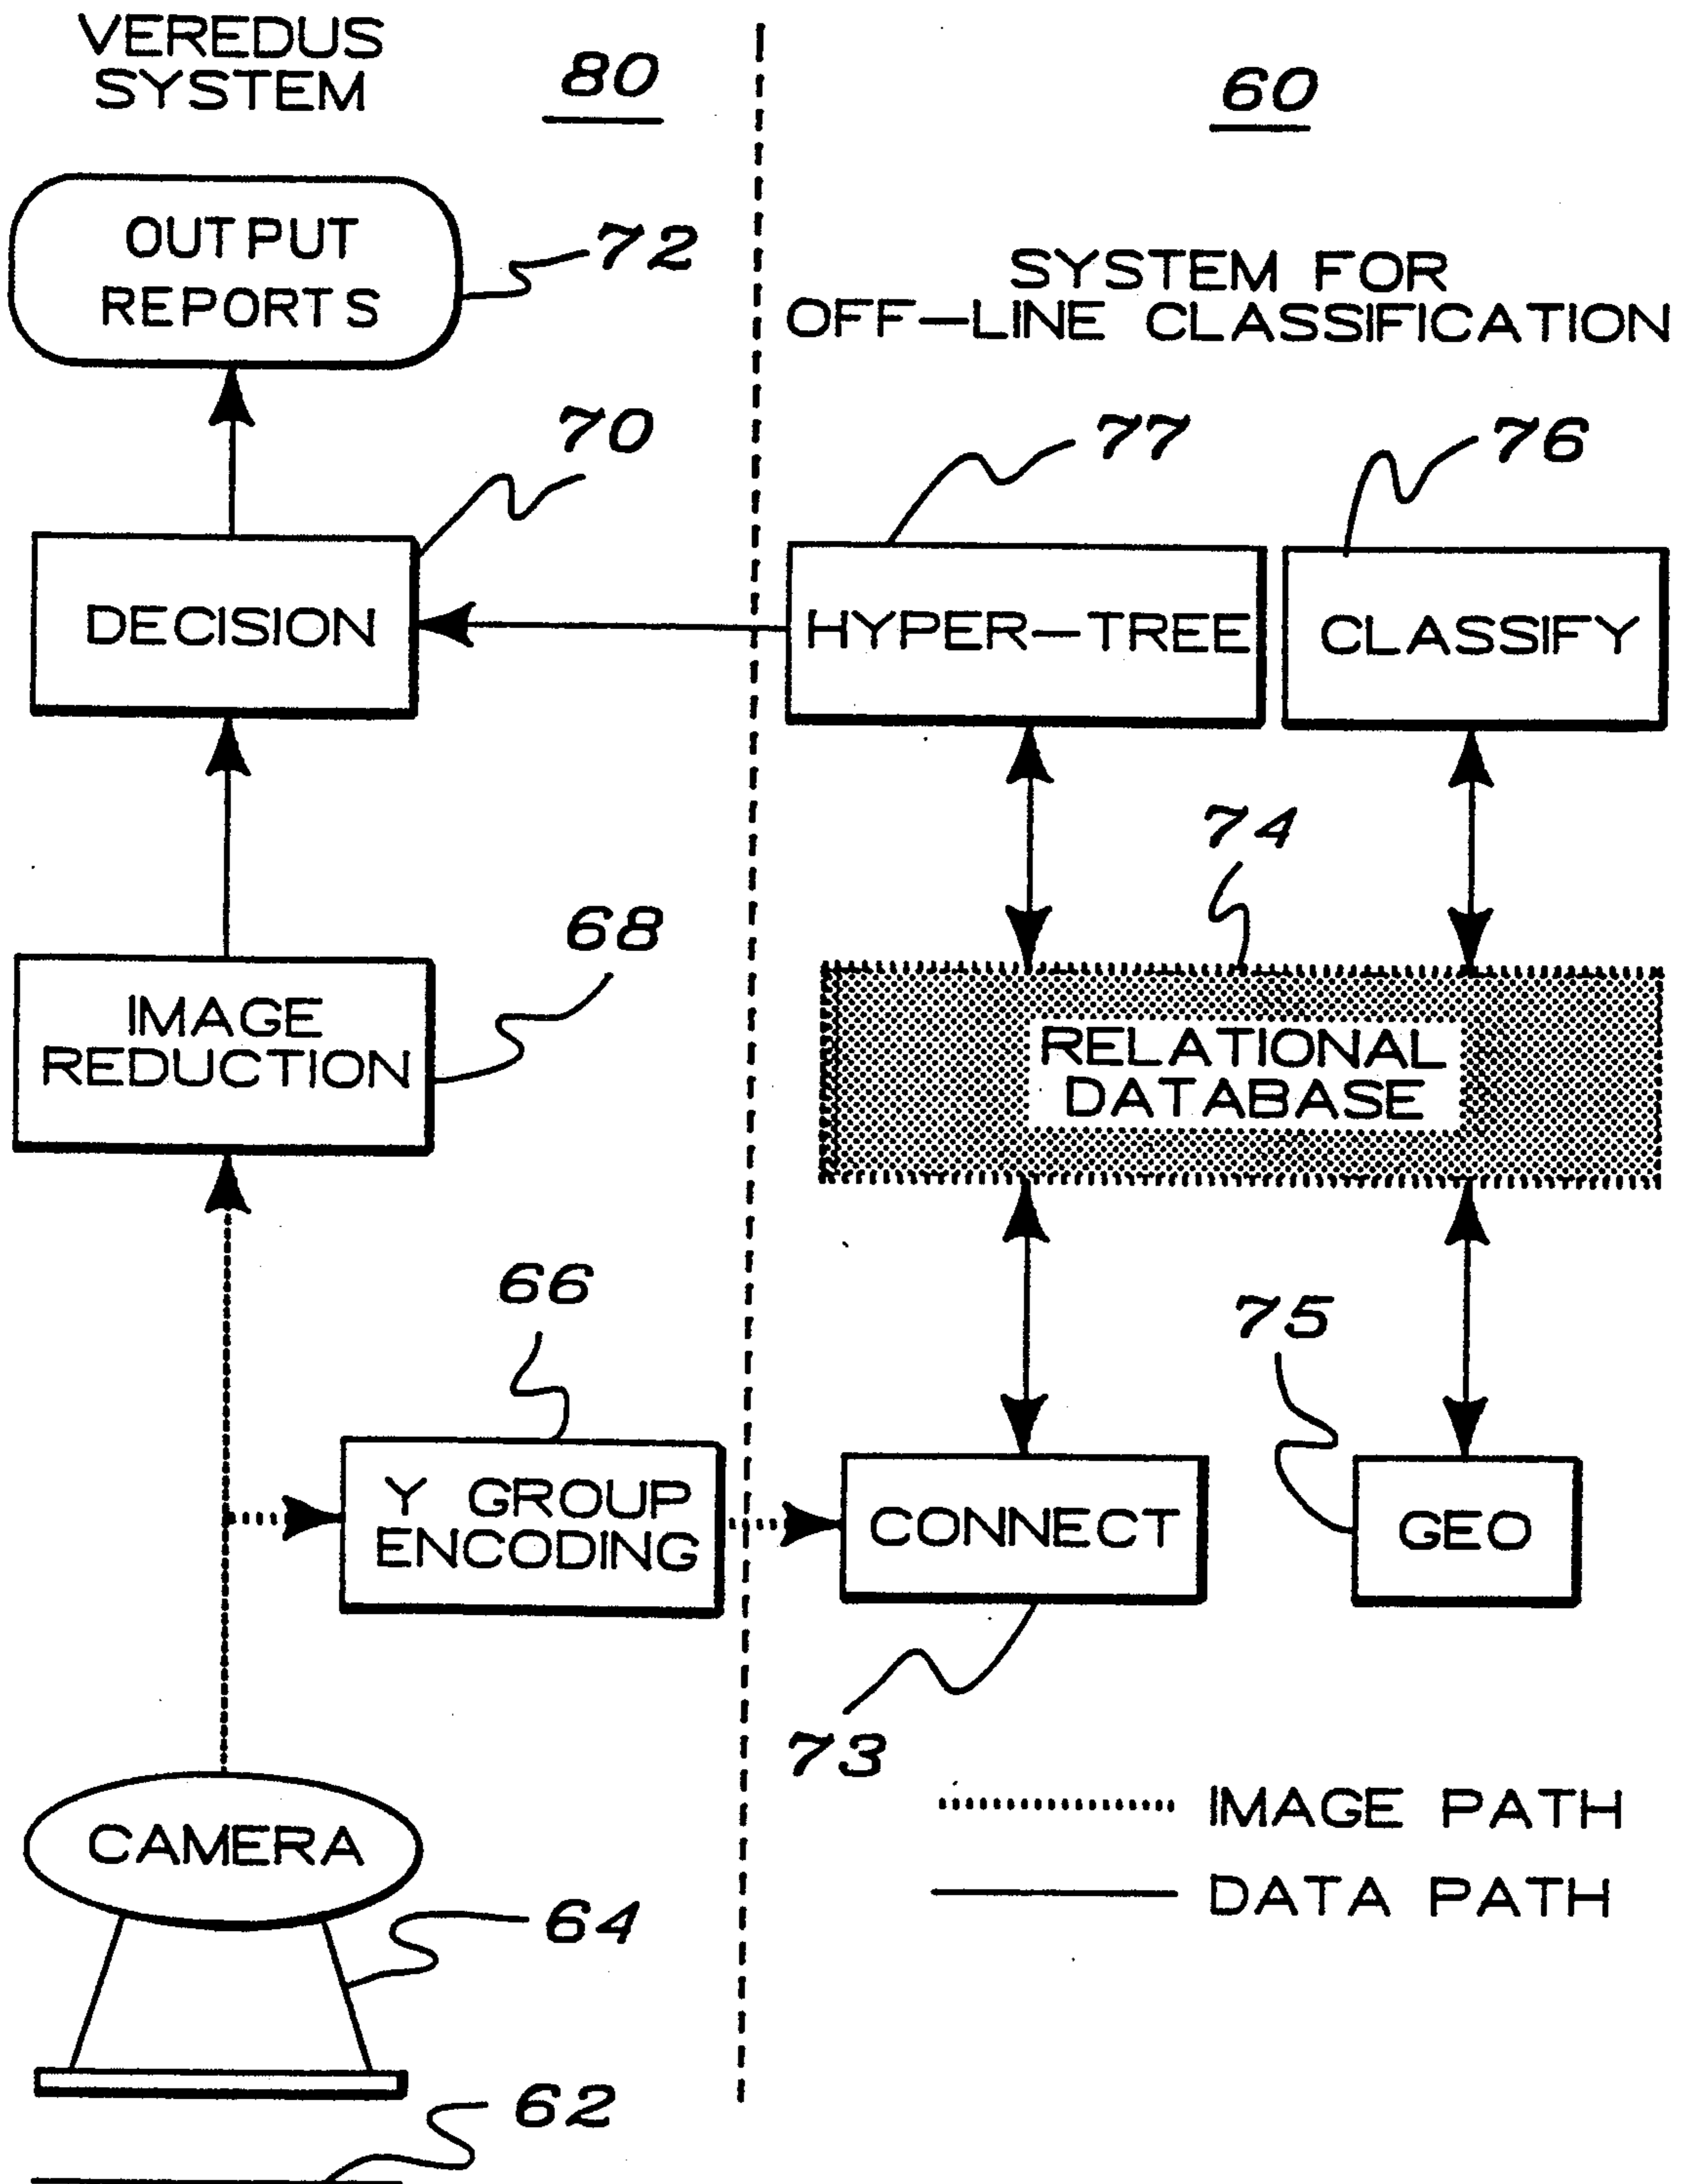 VEREDUS
SYSTEM
80
60
OUTPUT
REPORTS
72
SYSTEM FOR
OFF-LINE CLASSIFICATION
70
77
76
DECISION
HYPER-TREE
CLASSIFY
74
68
IMAGE
REDUCTION
RELATIONAL
DATABASE
66
75
Y GROUP
ENCODING
CONNECT
GEO
73
CAMERA
IMAGE PATH
DATA PATH
64
62